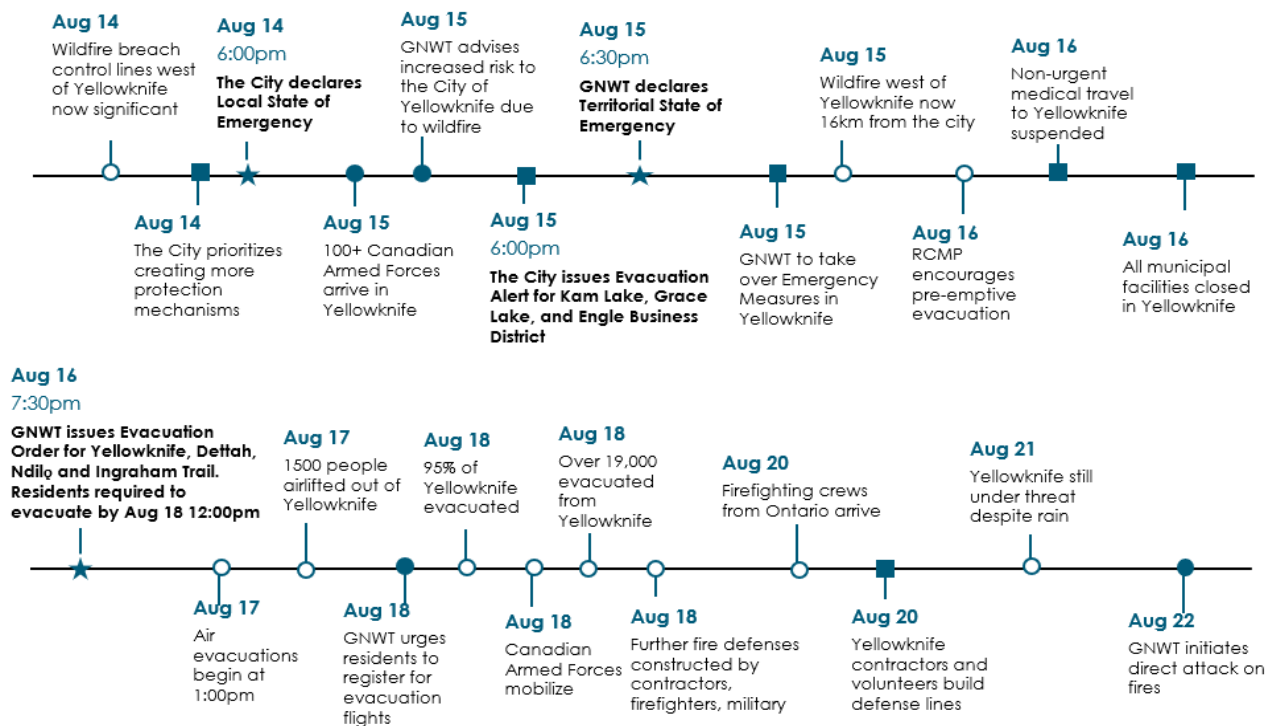 Aug 14
Wildfire breach
control lines west
of Yellowknife
now significant
Aug 14
The City prioritizes
creating more
protection
mechanisms
Aug 14
6:00pm
The City declares
Local State of
Emergency
Aug 15
100+ Canadian
Armed Forces
arrive in
Yellowknife
Aug 15
GNWT advises
increased risk to
the City of
Yellowknife due
to wildfire
Aug 15
6:00pm
The City issues Evacuation
Alert for Kam Lake, Grace
Lake, and Engle Business
District
Aug 15
6:30pm
GNWT declares
Territorial State of
Emergency
Aug 15
GNWT to take
over Emergency
Measures in
Yellowknife
Aug 15
Wildfire west of
Yellowknife now
16km from the city
Aug 16
RCMP
encourages
pre-emptive
evacuation
Aug 16
Non-urgent
medical travel
to Yellowknife
suspended
Aug 16
All municipal
facilities closed
in Yellowknife
Aug 16
7:30pm
GNWT issues Evacuation
Order for Yellowknife, Dettah,
Ndilǫ and Ingraham Trail.
Residents required to
evacuate by Aug 18 12:00pm
Aug 17
Air
evacuations
begin at
1:00pm
Aug 17
1500 people
airlifted out of
Yellowknife
Aug 18
GNWT urges
residents to
register for
evacuation
flights
Aug 18
95% of
Yellowknife
evacuated
Aug 18
Canadian
Armed Forces
mobilize
Aug 18
Over 19,000
evacuated
from
Yellowknife
Aug 18
Further fire defenses
constructed by
contractors,
firefighters, military
Aug 20
Firefighting crews
from Ontario arrive
Aug 20
Yellowknife
contractors and
volunteers build
defense lines
Aug 21
Yellowknife still
under threat
despite rain
Aug 22
GNWT initiates
direct attack on
fires